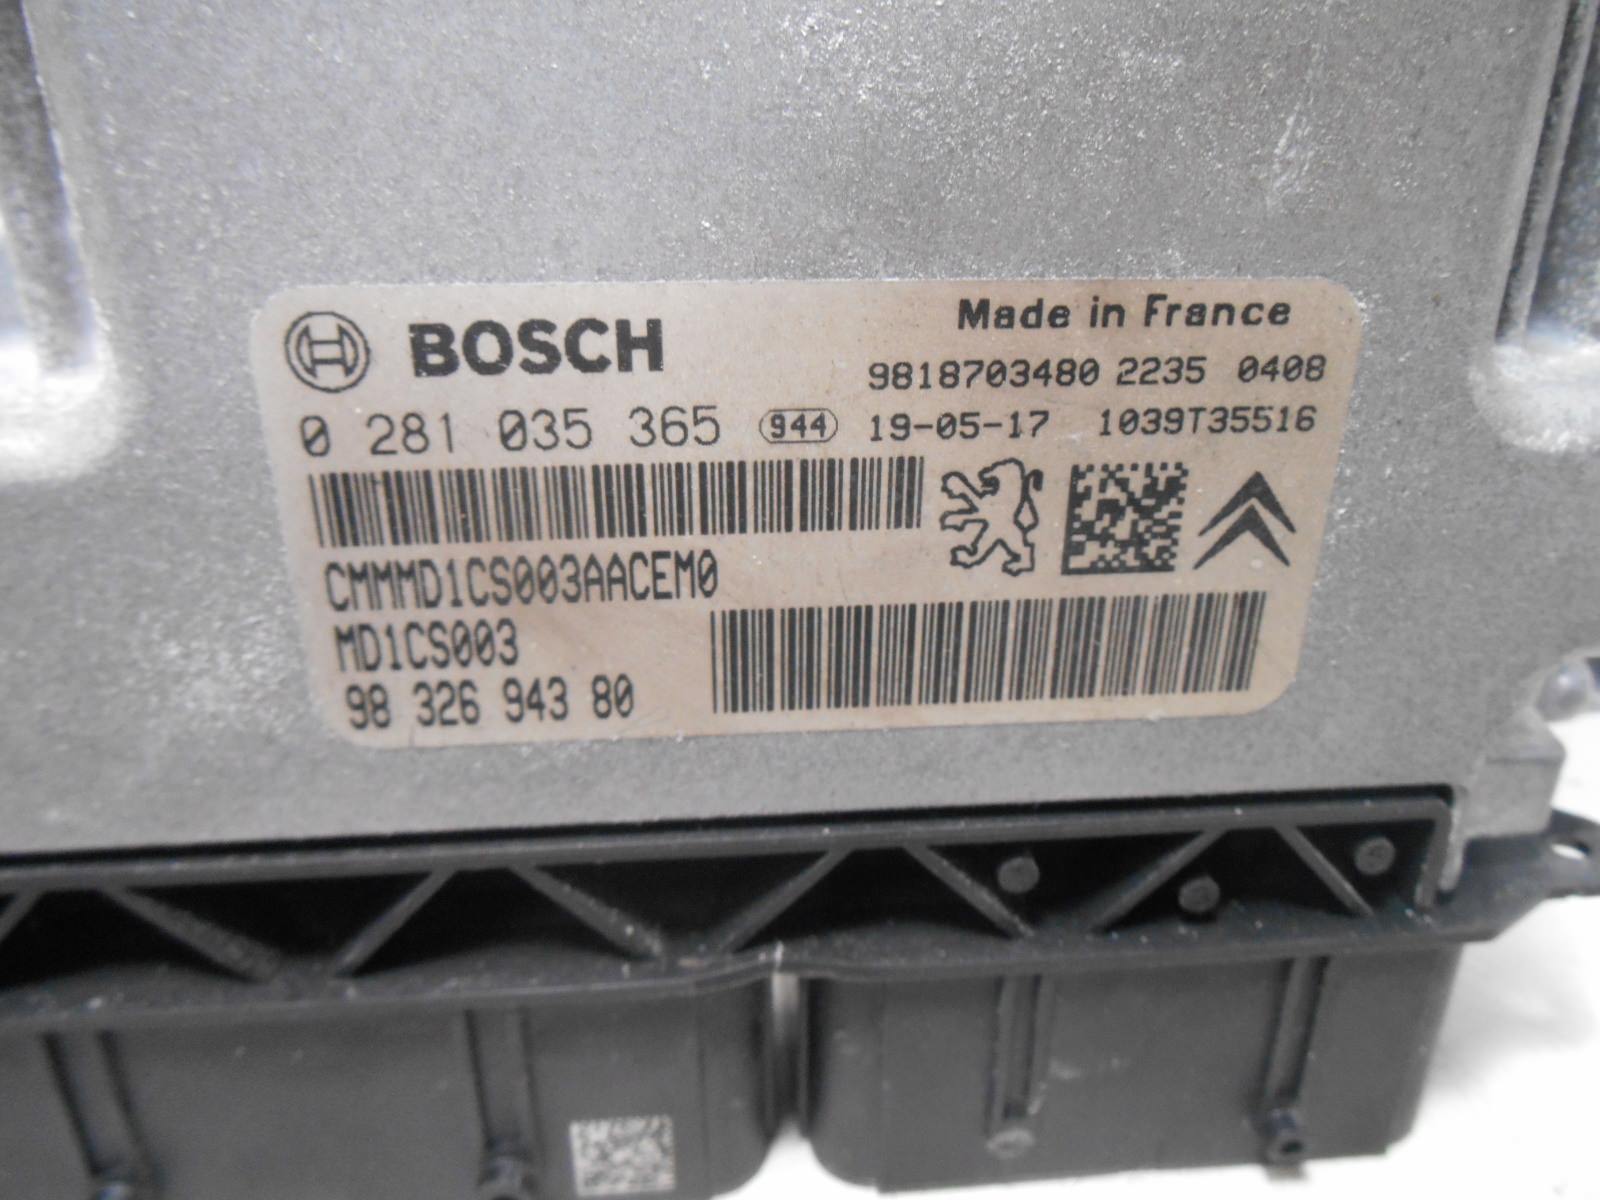 BOSCH
Made in France
9818703480 2235 0408
0 281 035 365 944 19-05-17 1039T35516
CMMMD1CS003AACEM0
MD1CS003
98 326 943 80